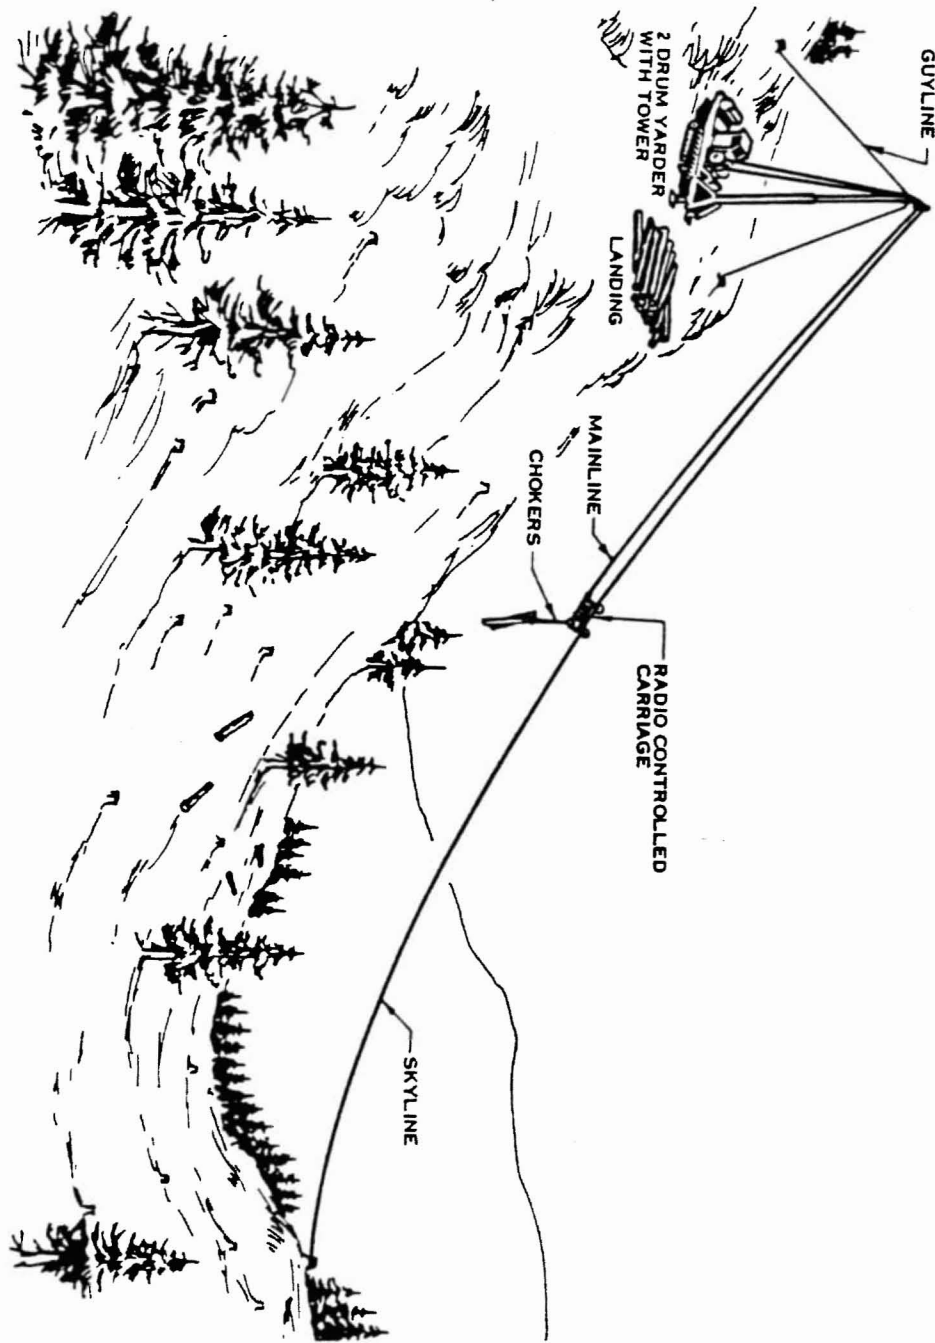 GUYLINE
2 DRUM YARDER
WITH TOWER
LANDING
MAINLINE
CHOKERS
RADIO CONTROLLED
CARRIAGE
SKYLINE